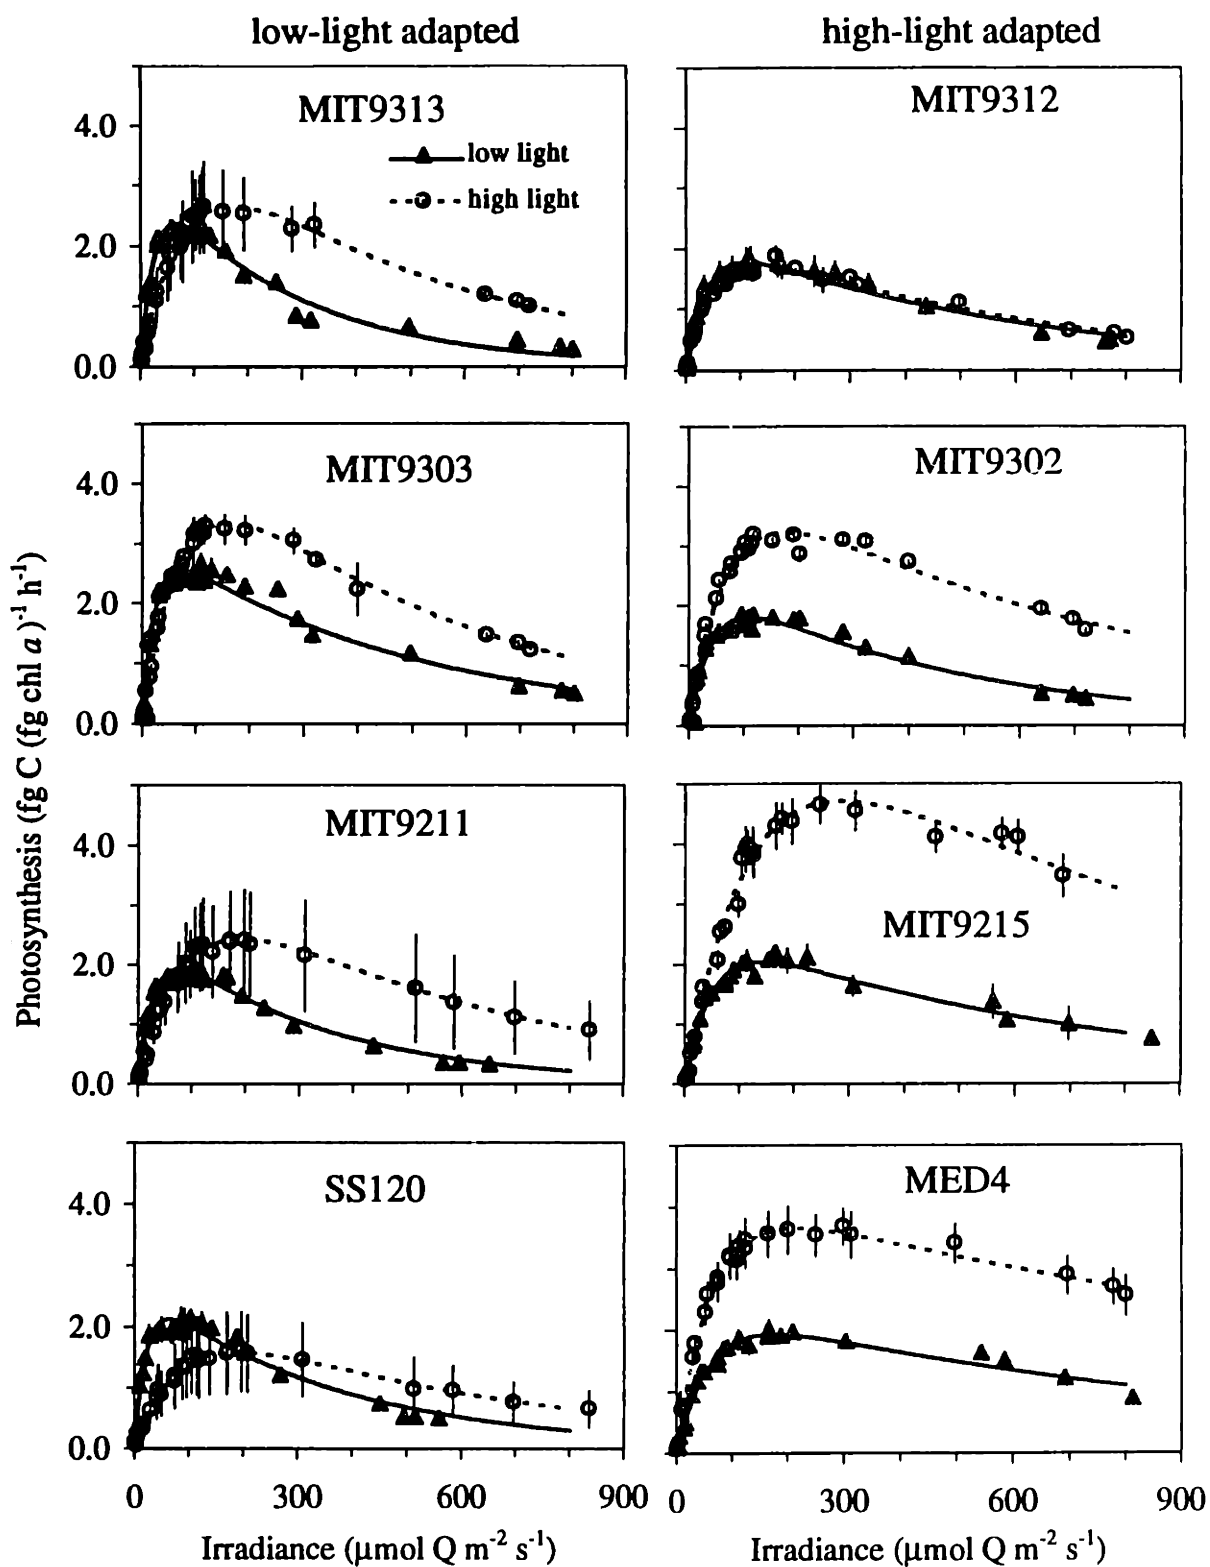 low-light adapted high-light adapted
MIT9313 MIT9312
low light
high light
4.0
2.0
0.0
MIT9303 MIT9302
4.0
2.0
0.0
Photosynthesis (fg C (fg chl a)⁻¹ h⁻¹)
MIT9211
MIT9215
4.0
2.0
0.0
SS120 MED4
4.0
2.0
0.0
0 300 600 900 0 300 600 900
Irradiance (μmol Q m⁻² s⁻¹) Irradiance (μmol Q m⁻² s⁻¹)